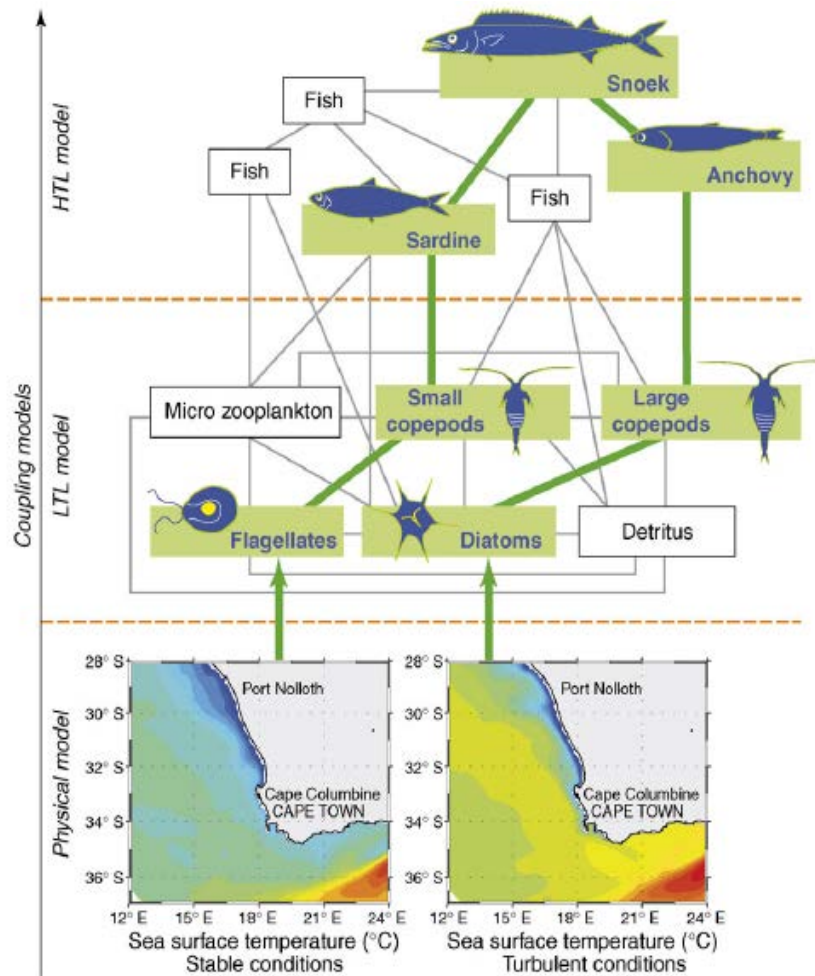 Snoek
Fish
Anchovy
Fish
Fish
Sardine
HTL model
Micro zooplankton
Small
copepods
Large
copepods
Flagellates
Diatoms
Detritus
LTL model
Coupling models
28° S
30° S
32° S
34° S
36° S
Port Nolloth
Cape Columbine
CAPE TOWN
12° E
15° E
18° E
21° E
24° E
Sea surface temperature (°C)
Stable conditions
28° S
30° S
32° S
34° S
36° S
Port Nolloth
Cape Columbine
CAPE TOWN
12° E
15° E
18° E
21° E
24° E
Sea surface temperature (°C)
Turbulent conditions
Physical model